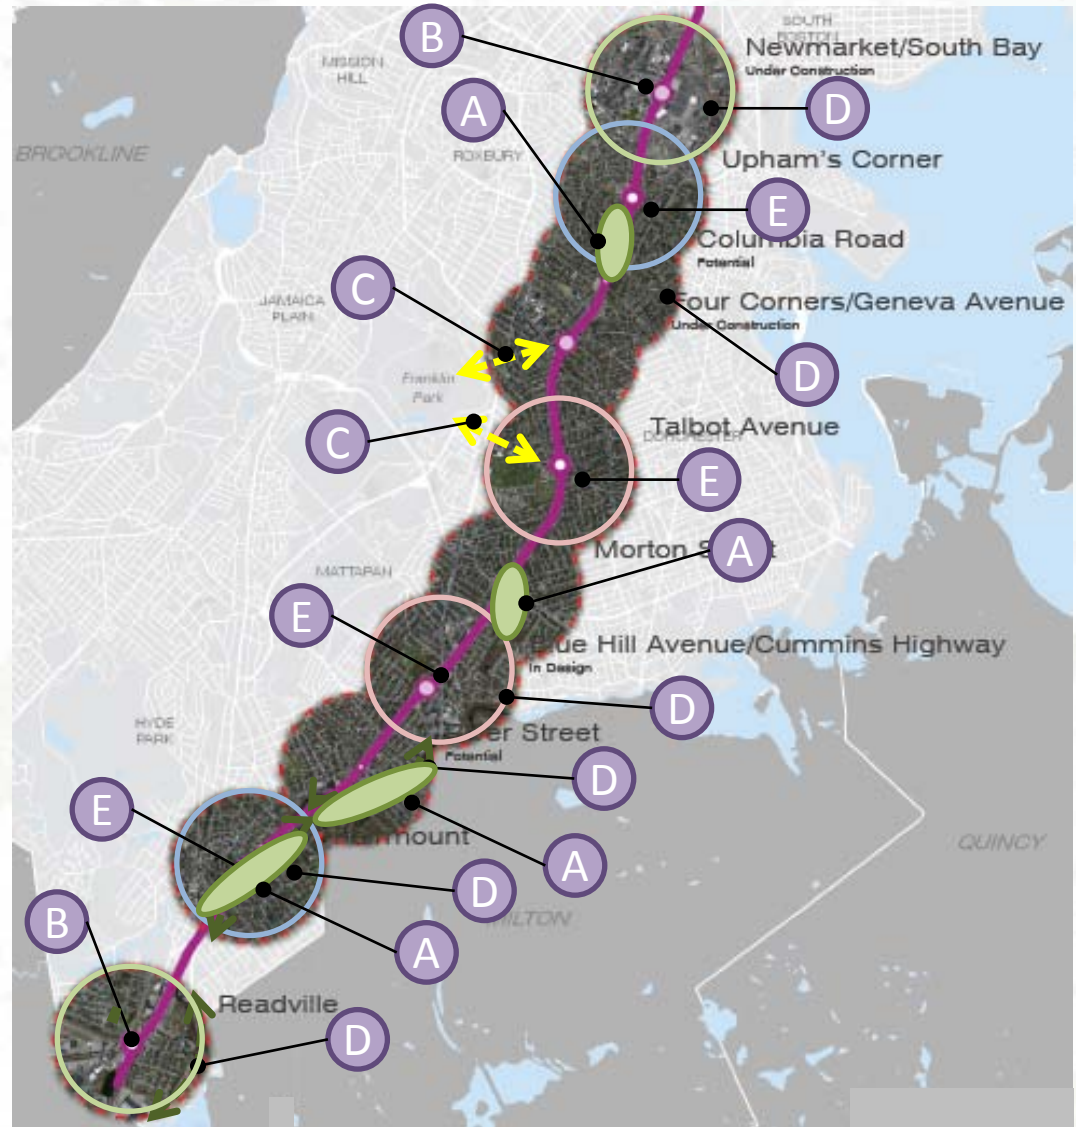 SOUTH
BOSTON
B
Newmarket/South Bay
Under Construction
MISSION
HILL
A
D
BROOKLINE
ROXBURY
Upham's Corner
E
Columbia Road
Potential
C
JAMAICA
PLAIN
Four Corners/Geneva Avenue
Under Construction
D
Franklin
Park
C
Talbot Avenue
E
Morton
A
MATTAPAN
E
Blue Hill Avenue/Cummins Highway
In Design
D
HYDE
PARK
Street
Potential
D
E
QUINCY
A
D
B
A
Readville
D